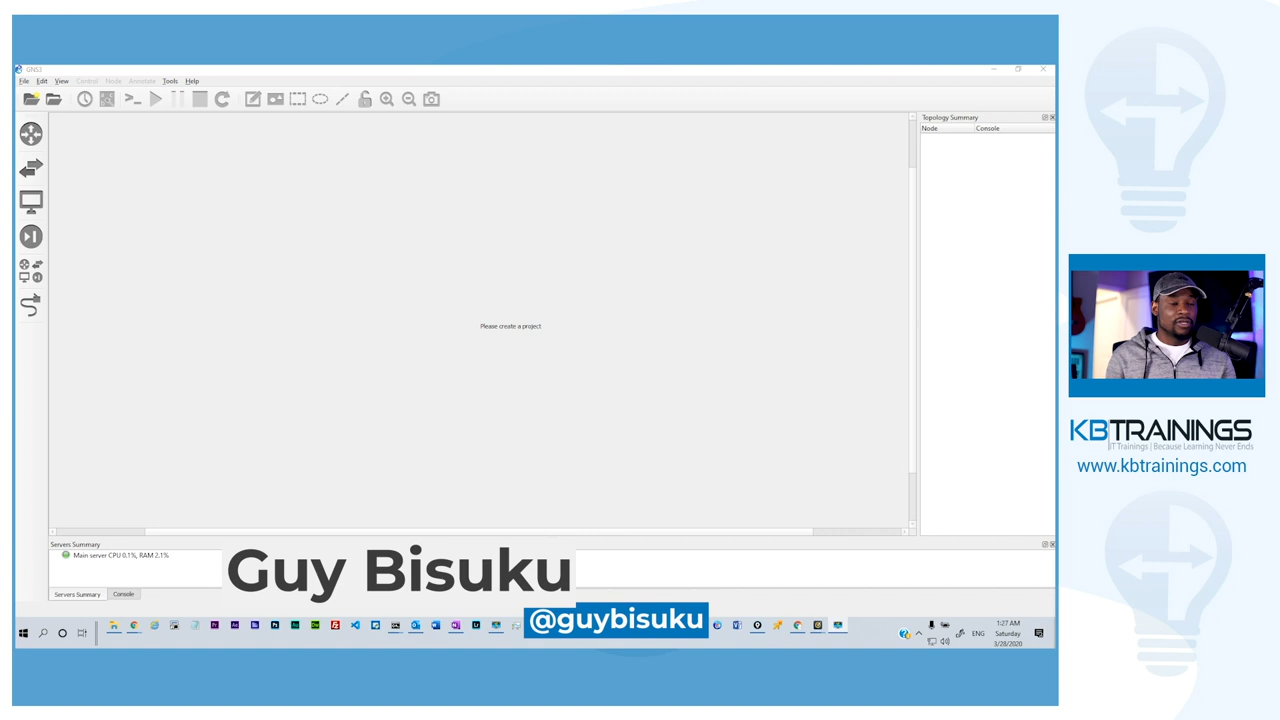 GNS3
File Edit View Control Node Annotate Tools Help
Topology Summary
Node Console
Please create a project
KBTRAININGS
IT Trainings | Because Learning Never Ends
www.kbtrainings.com
Servers Summary
Main server CPU 0.1%, RAM 2.1%
Servers Summary Console
Guy Bisuku
@guybisuku
ENG
1:27 AM
Saturday
3/28/2020